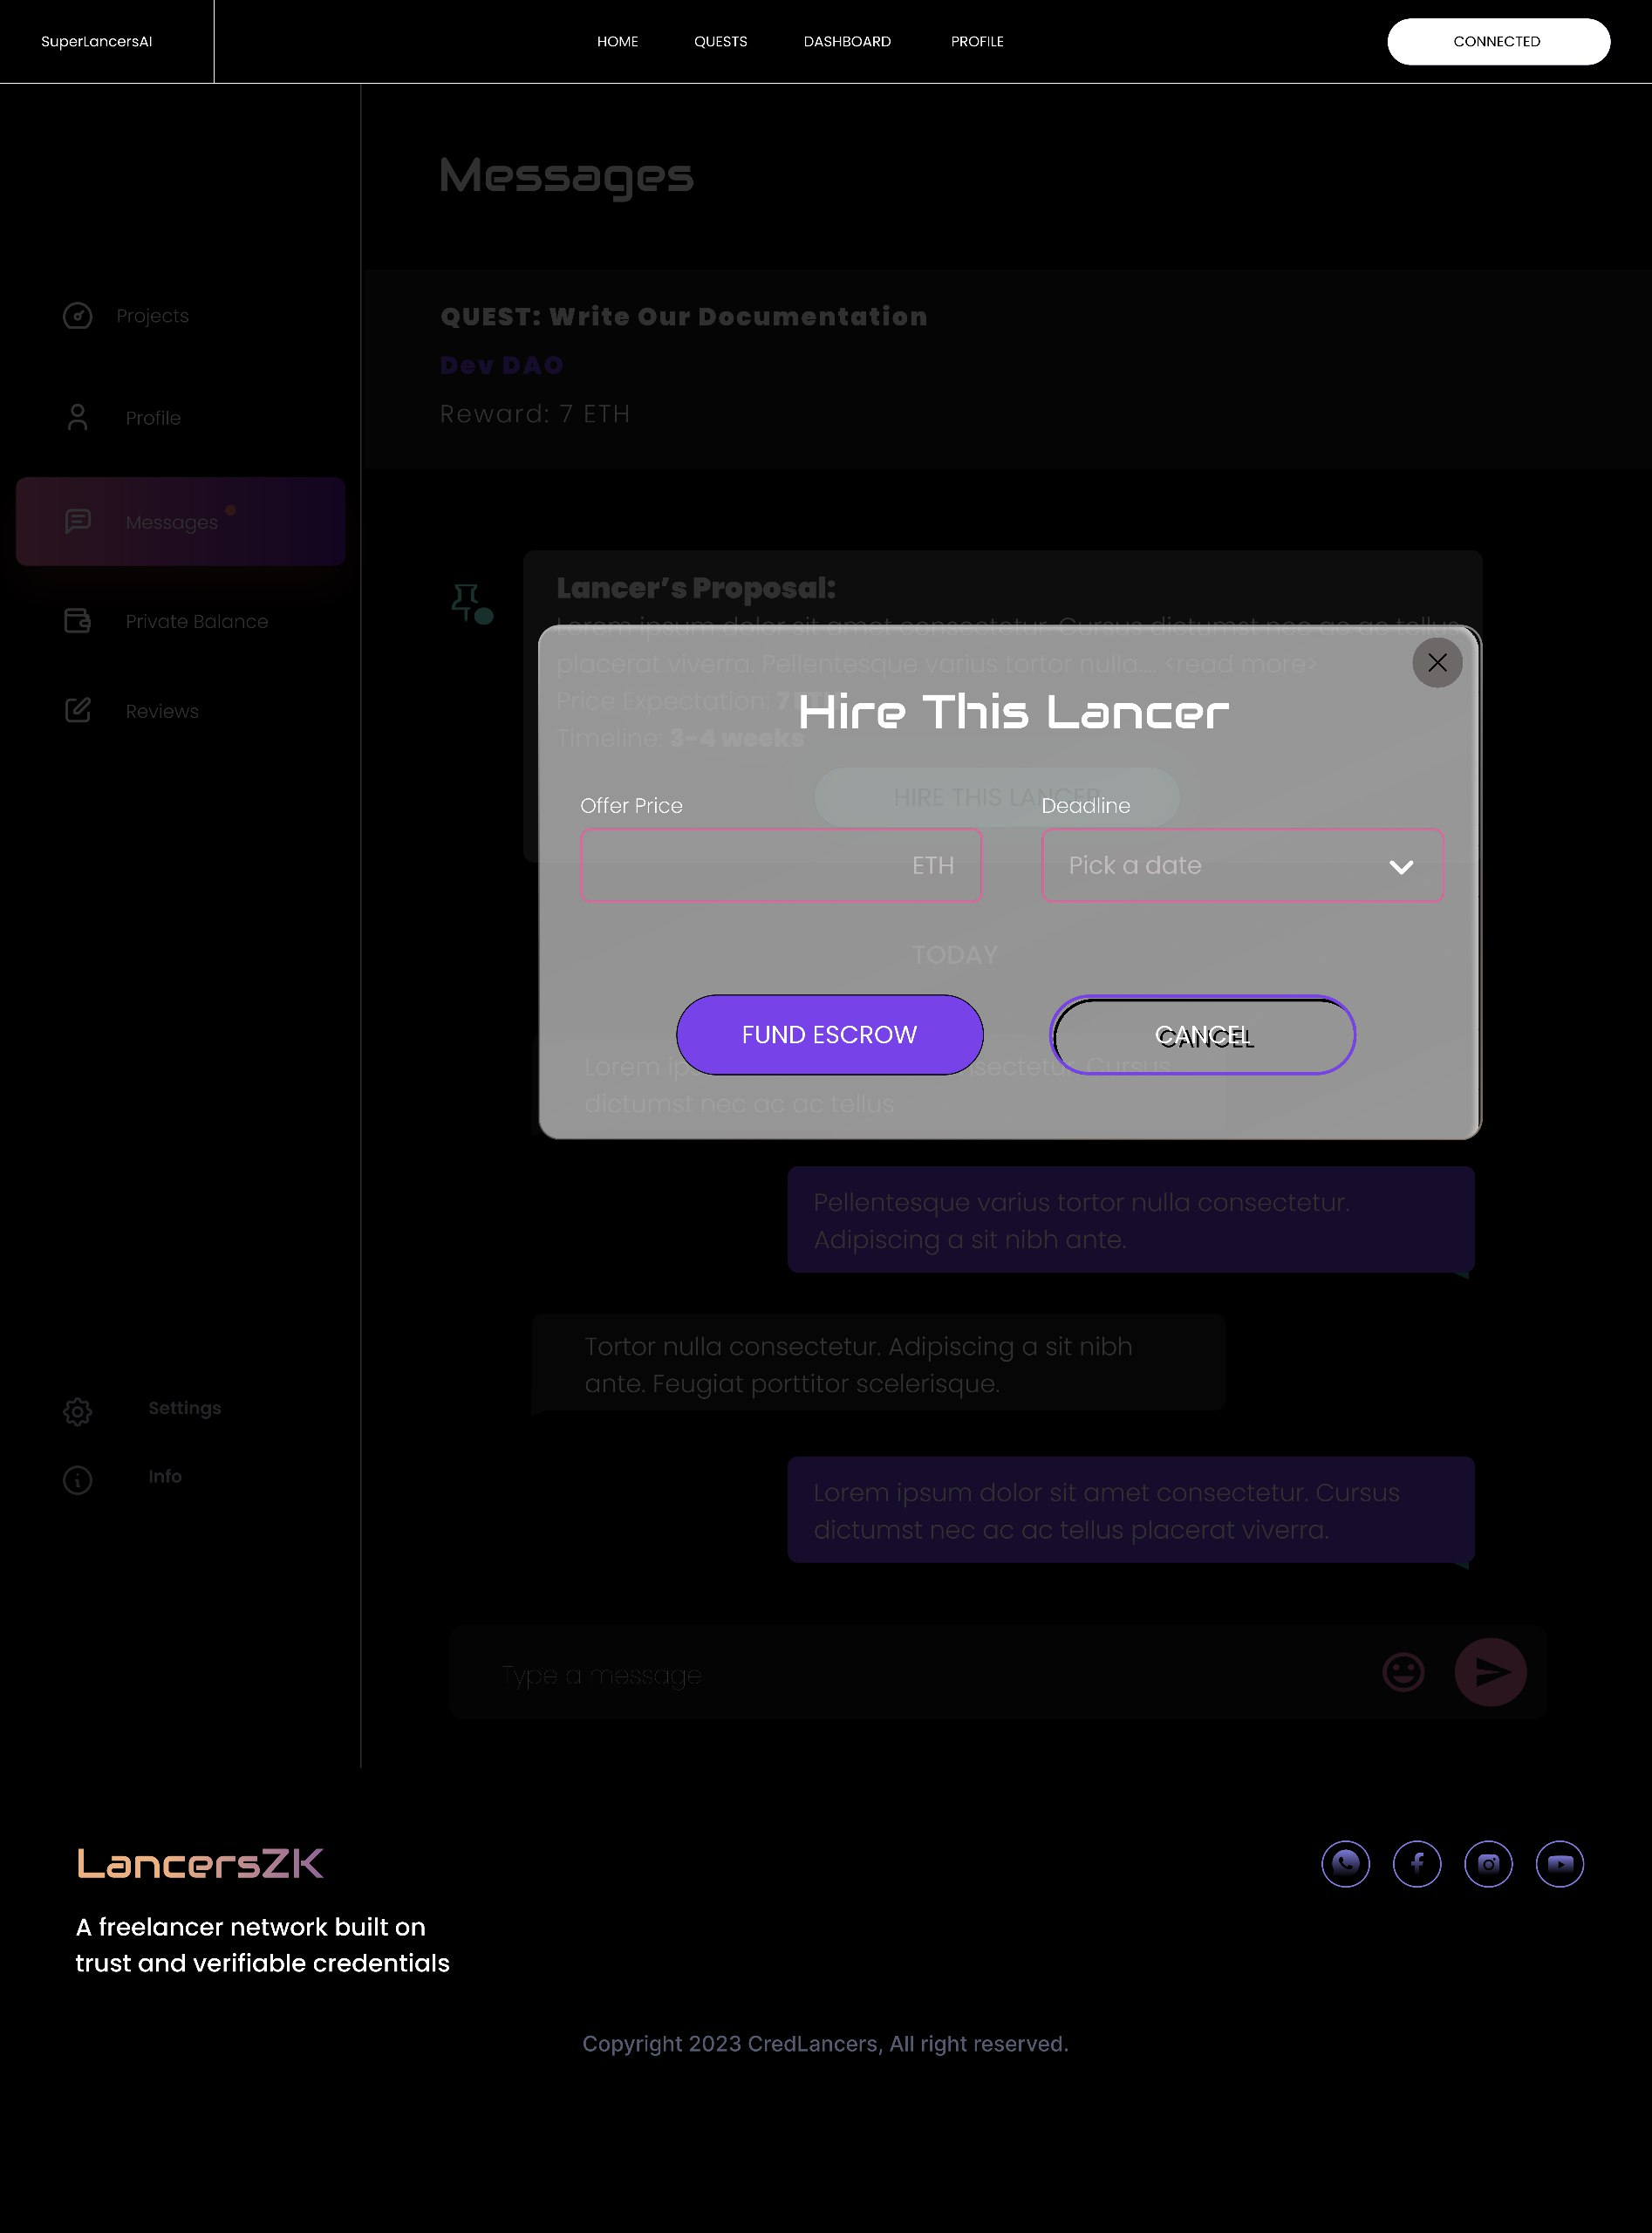 SuperLancersAI
HOME
QUESTS
DASHBOARD
PROFILE
CONNECTED
Messages
Projects
Profile
Messages
Private Balance
Reviews
Settings
Info
QUEST: Write Our Documentation
Dev DAO
Reward: 7 ETH
Lancer’s Proposal:
Lorem ipsum dolor sit amet consectetur. Cursus dictumst nec ac ac tellus
placerat viverra. Pellentesque varius tortor nulla.... <read more>
Price Expectation: 7 ETH
Timeline: 3-4 weeks
HIRE THIS LANCER
Hire This Lancer
Offer Price
Deadline
ETH
Pick a date
TODAY
FUND ESCROW
CANCEL
Lorem ip nsectetur. Cursus
dictumst nec ac ac tellus
Pellentesque varius tortor nulla consectetur.
Adipiscing a sit nibh ante.
Tortor nulla consectetur. Adipiscing a sit nibh
ante. Feugiat porttitor scelerisque.
Lorem ipsum dolor sit amet consectetur. Cursus
dictumst nec ac ac tellus placerat viverra.
Type a message
LancersZK
A freelancer network built on
trust and verifiable credentials
Copyright 2023 CredLancers, All right reserved.